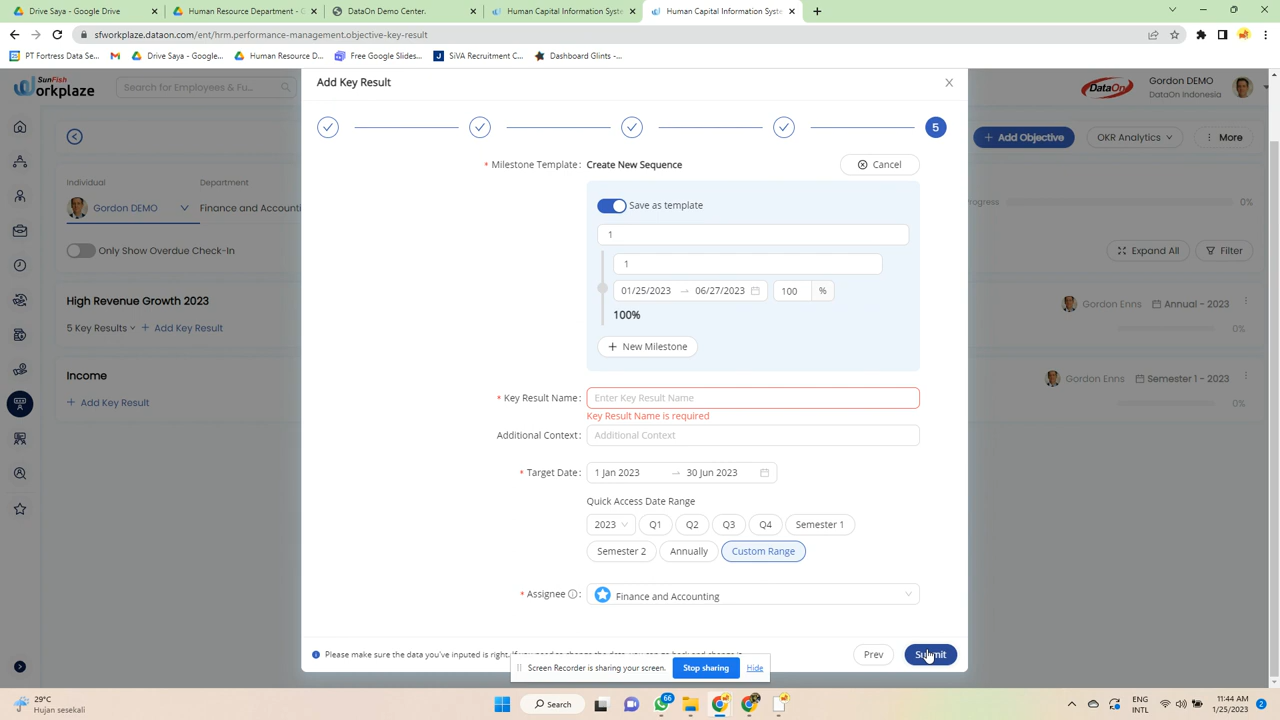 Drive Saya - Google...
Human Resource Department - G
DataOn Demo Center.
Human Capital Information Syste
Human Capital Information Syste
sfworkplaze.dataon.com/ent/hrm.performance-management.objective-key-result
PT Fortress Data Se...
Drive Saya - Google...
Human Resource D...
Free Google Slides...
SiVA Recruitment C...
Dashboard Glints –...
SunFish
Workplaze
Search for Employees & Fu...
Add Key Result
DataOn
Gordon DEMO
DataOn Indonesia
5
Add Objective
OKR Analytics
More
Milestone Template:
Create New Sequence
Cancel
Individual
Department
Save as template
Gordon DEMO
Finance and Accounti
Progress
0%
1
Only Show Overdue Check-In
Expand All
Filter
1
01/25/2023
06/27/2023
100
%
High Revenue Growth 2023
100%
Gordon Enns
Annual - 2023
5 Key Results
Add Key Result
0%
New Milestone
Income
Gordon Enns
Semester 1 - 2023
* Key Result Name:
Enter Key Result Name
Add Key Result
Key Result Name is required
0%
Additional Context:
Additional Context
* Target Date:
1 Jan 2023
30 Jun 2023
Quick Access Date Range
2023
Q1
Q2
Q3
Q4
Semester 1
Semester 2
Annually
Custom Range
* Assignee
Finance and Accounting
Please make sure the data you've inputed is right.
Prev
Submit
Screen Recorder is sharing your screen.
Stop sharing
Hide
29°C
Hujan sesekali
Search
66
ENG
INTL
11:44 AM
1/25/2023
2